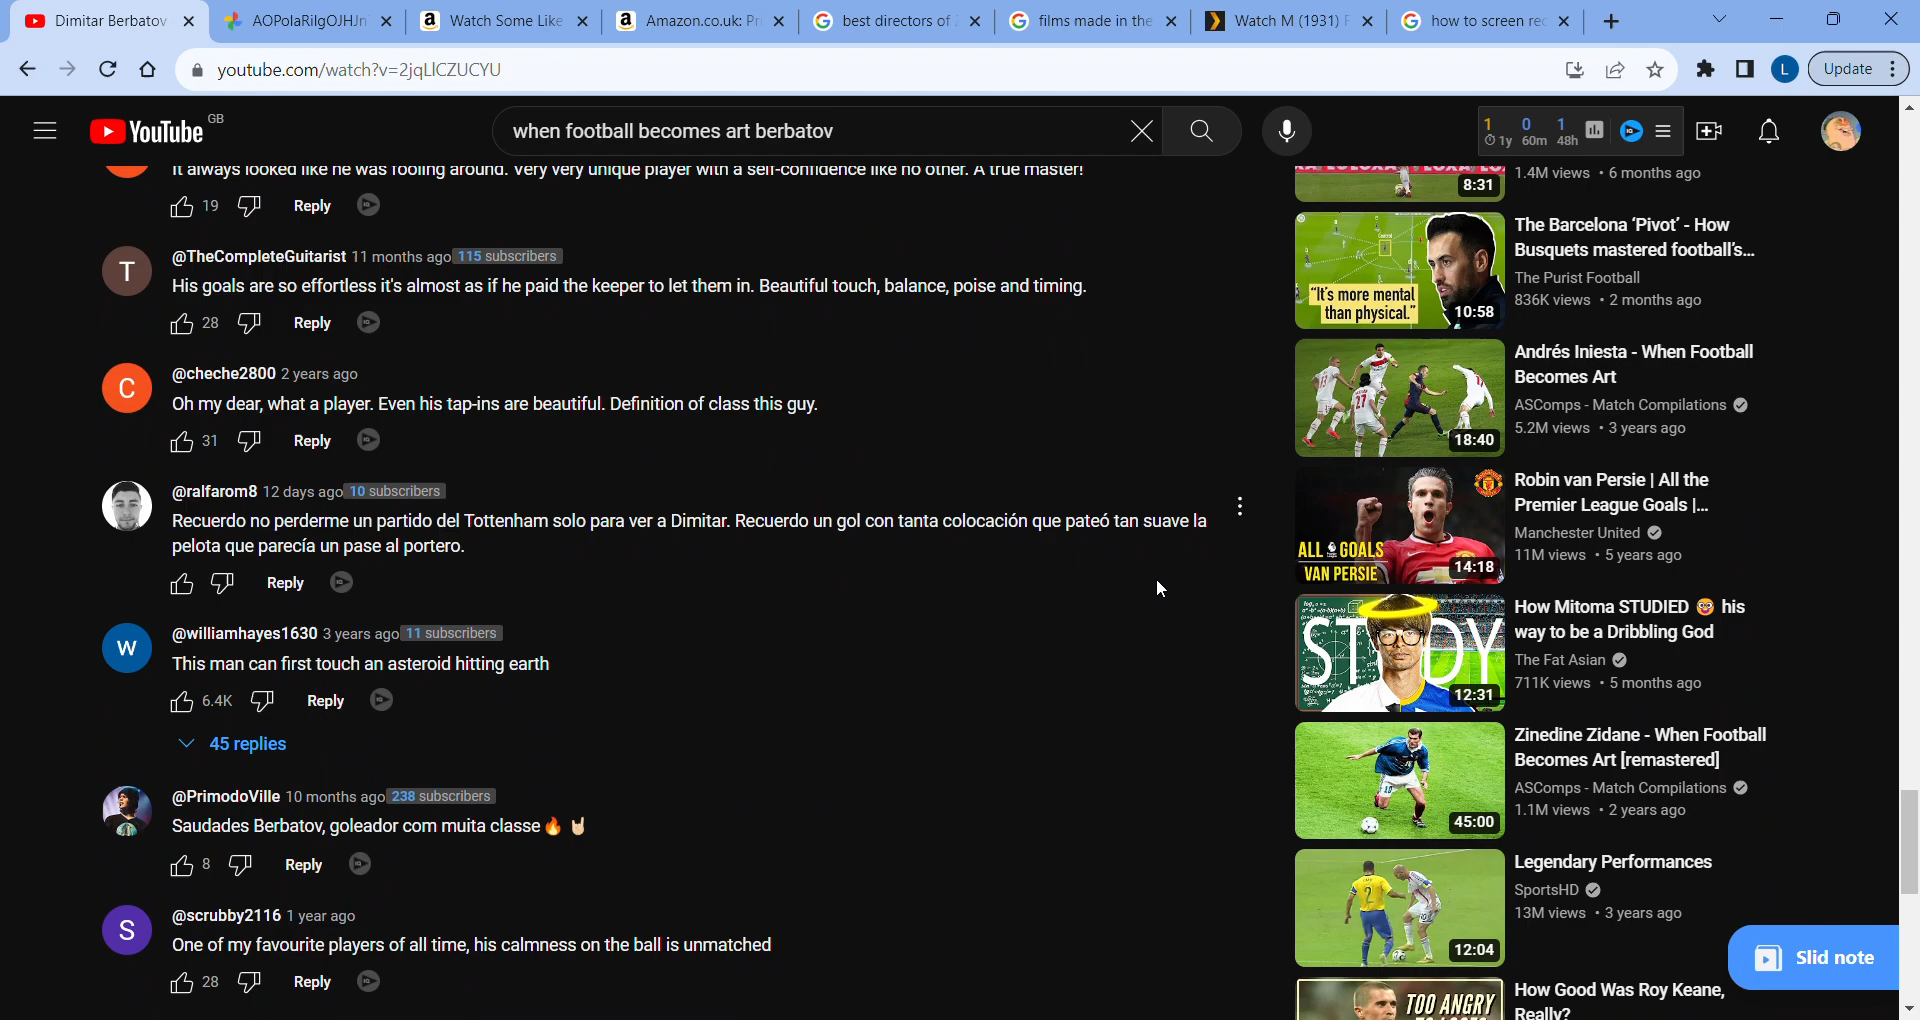 Dimitar Berbatov
AOPolaRilgOJHJn
Watch Some Like
Amazon.co.uk: Pr
best directors of 2
films made in the
Watch M (1931) F
how to screen rec
youtube.com/watch?v=2jqLlCZUCYU
L
Update
YouTube GB
when football becomes art berbatov
1 0 1
1y 60m 48h
It always looked like he was fooling around. Very very unique player with a self-confidence like no other. A true master!
19 Reply
T
@TheCompleteGuitarist 11 months ago 115 subscribers
His goals are so effortless it's almost as if he paid the keeper to let them in. Beautiful touch, balance, poise and timing.
28 Reply
C
@cheche2800 2 years ago
Oh my dear, what a player. Even his tap-ins are beautiful. Definition of class this guy.
31 Reply
@ralfarom8 12 days ago 10 subscribers
Recuerdo no perderme un partido del Tottenham solo para ver a Dimitar. Recuerdo un gol con tanta colocación que pateó tan suave la
pelota que parecía un pase al portero.
Reply
W
@williamhayes1630 3 years ago 11 subscribers
This man can first touch an asteroid hitting earth
6.4K Reply
45 replies
@PrimodoVille 10 months ago 238 subscribers
Saudades Berbatov, goleador com muita classe🔥 🤘🏻
8 Reply
S
@scrubby2116 1 year ago
One of my favourite players of all time, his calmness on the ball is unmatched
28 Reply
8:31
1.4M views • 6 months ago
"It's more mental
than physical."
10:58
The Barcelona 'Pivot' - How
Busquets mastered football's...
The Purist Football
836K views • 2 months ago
18:40
Andrés Iniesta - When Football
Becomes Art
ASComps - Match Compilations
5.2M views • 3 years ago
ALL GOALS
VAN PERSIE
14:18
Robin van Persie | All the
Premier League Goals |...
Manchester United
11M views • 5 years ago
STUDY
12:31
How Mitoma STUDIED 🤓 his
way to be a Dribbling God
The Fat Asian
711K views • 5 months ago
45:00
Zinedine Zidane - When Football
Becomes Art [remastered]
ASComps - Match Compilations
1.1M views • 2 years ago
12:04
Legendary Performances
SportsHD
13M views • 3 years ago
Slid note
TOO ANGRY
How Good Was Roy Keane,
Really?